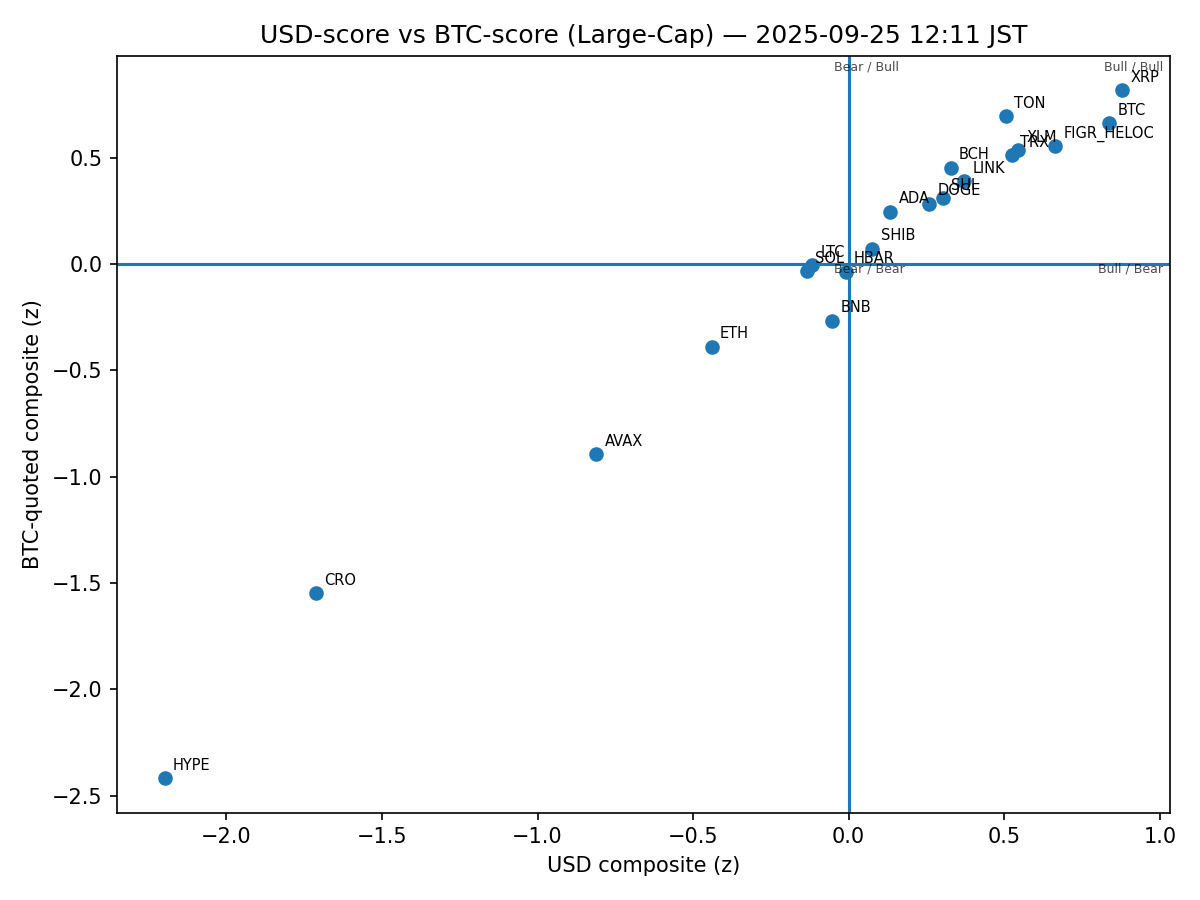 USD-score vs BTC-score (Large-Cap) — 2025-09-25 12:11 JST
Bear / Bull
Bull / Bull
XRP
TON
BTC
XLM
FIGR_HELOC
TRX
BCH
LINK
SUI
DOGE
ADA
SHIB
LTC
SOL
HBAR
Bear / Bear
Bull / Bear
BNB
ETH
AVAX
CRO
HYPE
0.5
0.0
−0.5
−1.0
−1.5
−2.0
−2.5
BTC-quoted composite (z)
−2.0
−1.5
−1.0
−0.5
0.0
0.5
1.0
USD composite (z)